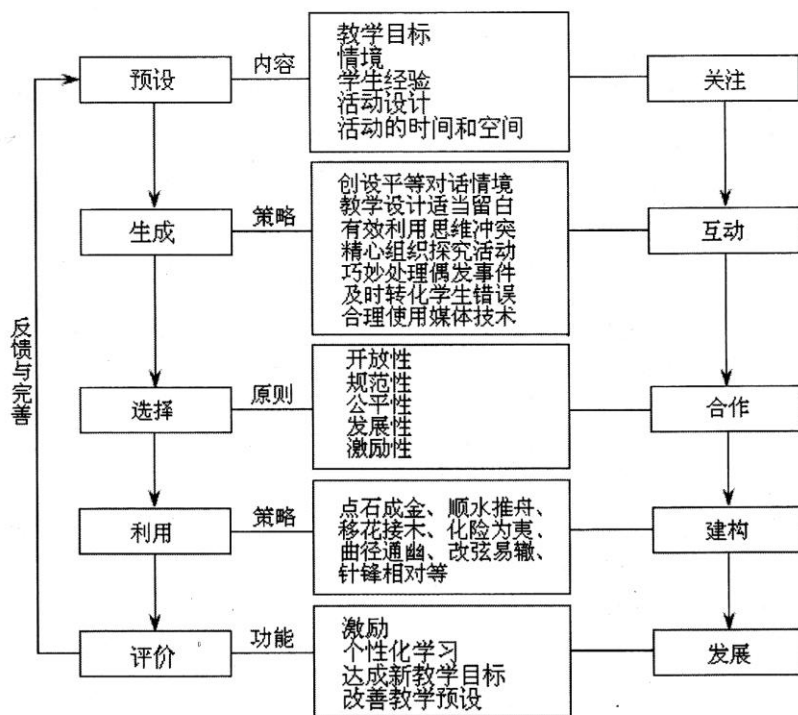 预设
内容
教学目标
情境
学生经验
活动设计
活动的时间和空间
关注
生成
策略
创设平等对话情境
教学设计适当留白
有效利用思维冲突
精心组织探究活动
巧妙处理偶发事件
及时转化学生错误
合理使用媒体技术
互动
反馈与完善
选择
原则
开放性
规范性
公平性
发展性
激励性
合作
利用
策略
点石成金、顺水推舟、
移花接木、化险为夷、
曲径通幽、改弦易辙、
针锋相对等
建构
评价
功能
激励
个性化学习
达成新教学目标
改善教学预设
发展